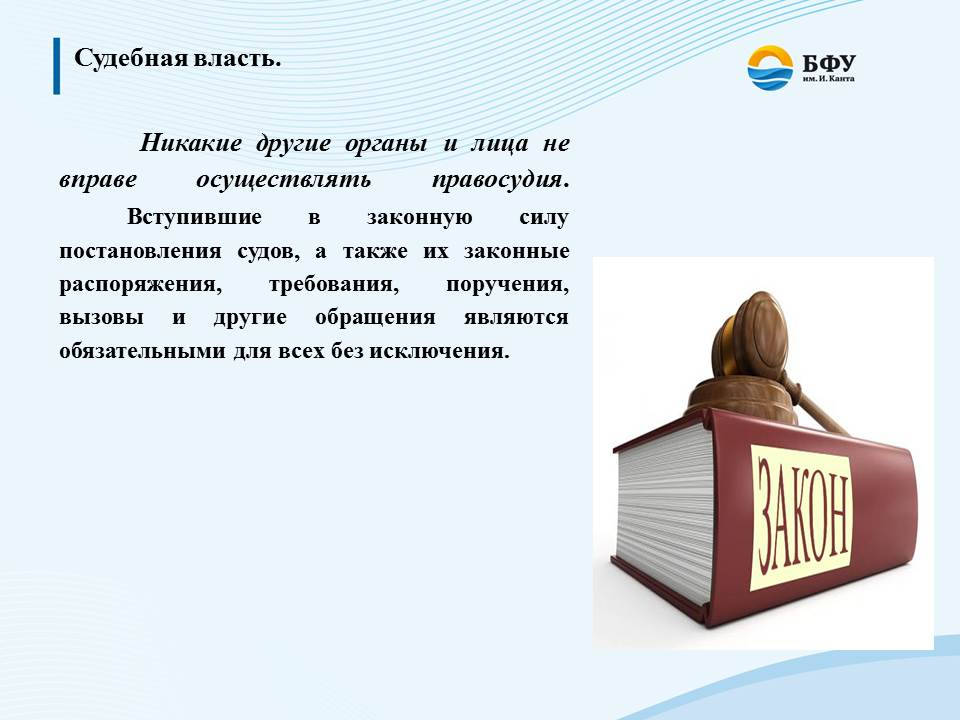 Судебная власть.
БФУ
им. И. Канта
Никакие другие органы и лица не
вправе осуществлять правосудия.
Вступившие в законную силу
постановления судов, а также их законные
распоряжения, требования, поручения,
вызовы и другие обращения являются
обязательными для всех без исключения.
ЗАКОН